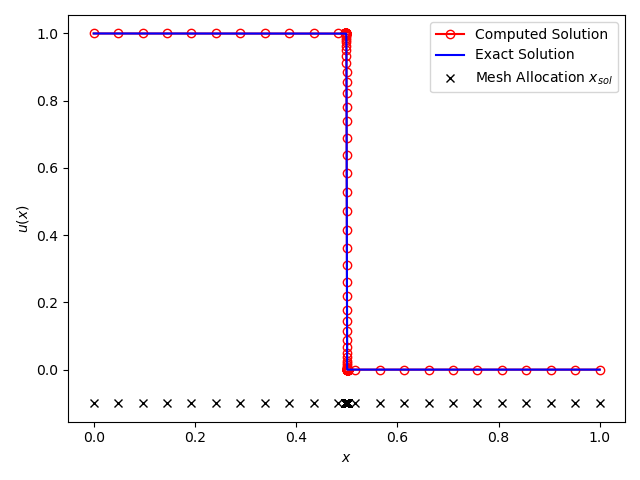 Computed Solution
Exact Solution
Mesh Allocation x_sol
1.0
0.8
0.6
0.4
0.2
0.0
u(x)
0.0 0.2 0.4 0.6 0.8 1.0
x